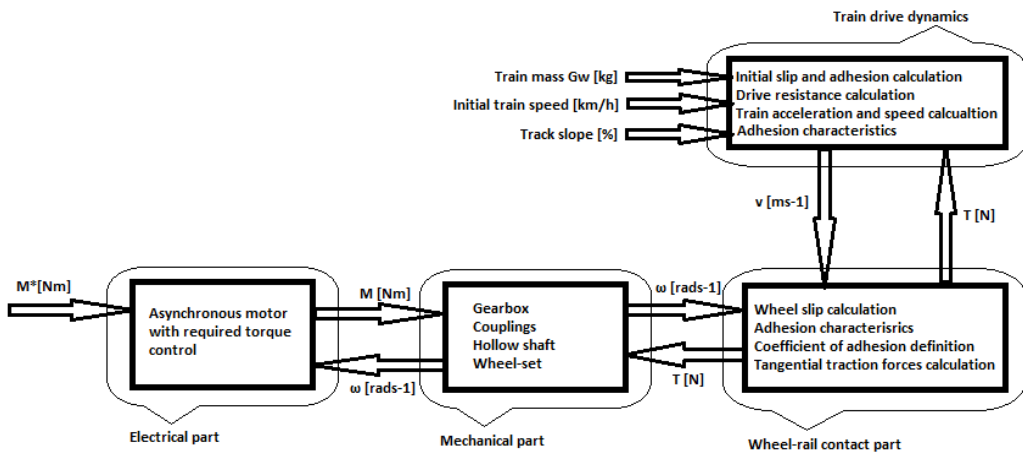 Train drive dynamics
Train mass Gw [kg]
Initial train speed [km/h]
Track slope [%]
Initial slip and adhesion calculation
Drive resistance calculation
Train acceleration and speed calcualtion
Adhesion characteristics
v [ms-1]
T [N]
M*[Nm]
Asynchronous motor
with required torque
control
M [Nm]
ω [rads-1]
Gearbox
Couplings
Hollow shaft
Wheel-set
ω [rads-1]
T [N]
Wheel slip calculation
Adhesion characterisrics
Coefficient of adhesion definition
Tangential traction forces calculation
Electrical part
Mechanical part
Wheel-rail contact part